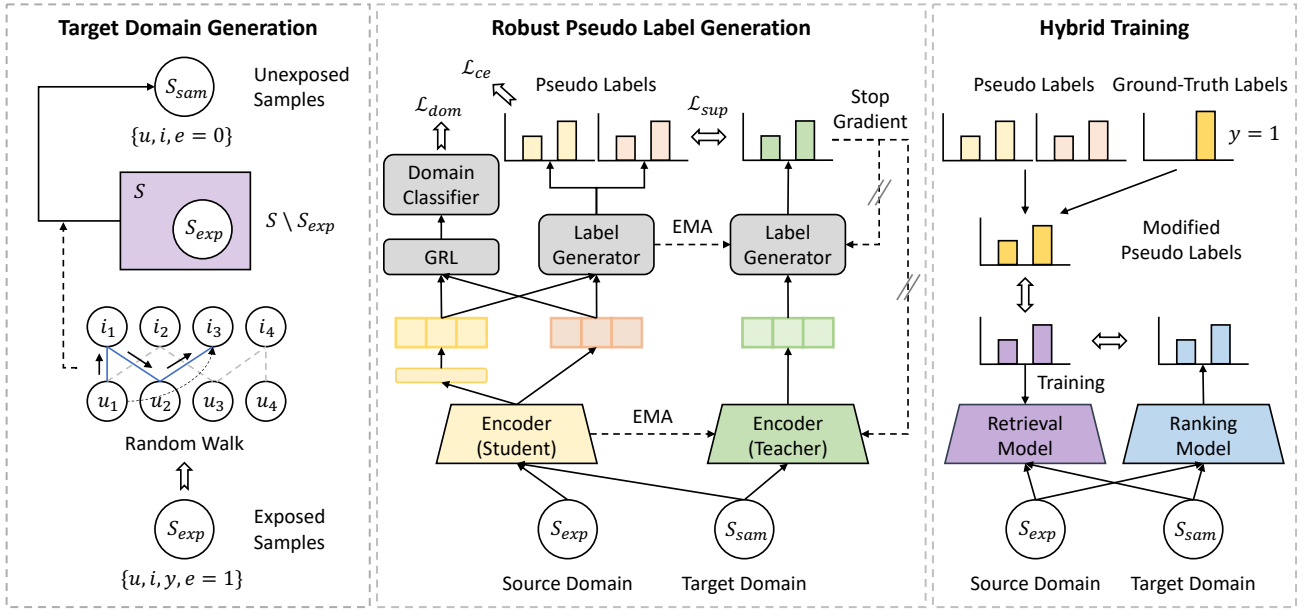 Target Domain Generation
S_sam
Unexposed
Samples
{u, i, e = 0}
S
S_exp
S \ S_exp
i_1
i_2
i_3
i_4
u_1
u_2
u_3
u_4
Random Walk
S_exp
Exposed
Samples
{u, i, y, e = 1}
Robust Pseudo Label Generation
ℒ_ce
Pseudo Labels
ℒ_dom
ℒ_sup
Stop
Gradient
Domain
Classifier
GRL
Label
Generator
EMA
Label
Generator
Encoder
(Student)
EMA
Encoder
(Teacher)
S_exp
S_sam
Source Domain
Target Domain
Hybrid Training
Pseudo Labels
Ground-Truth Labels
y = 1
Modified
Pseudo Labels
Training
Retrieval
Model
Ranking
Model
S_exp
S_sam
Source Domain
Target Domain